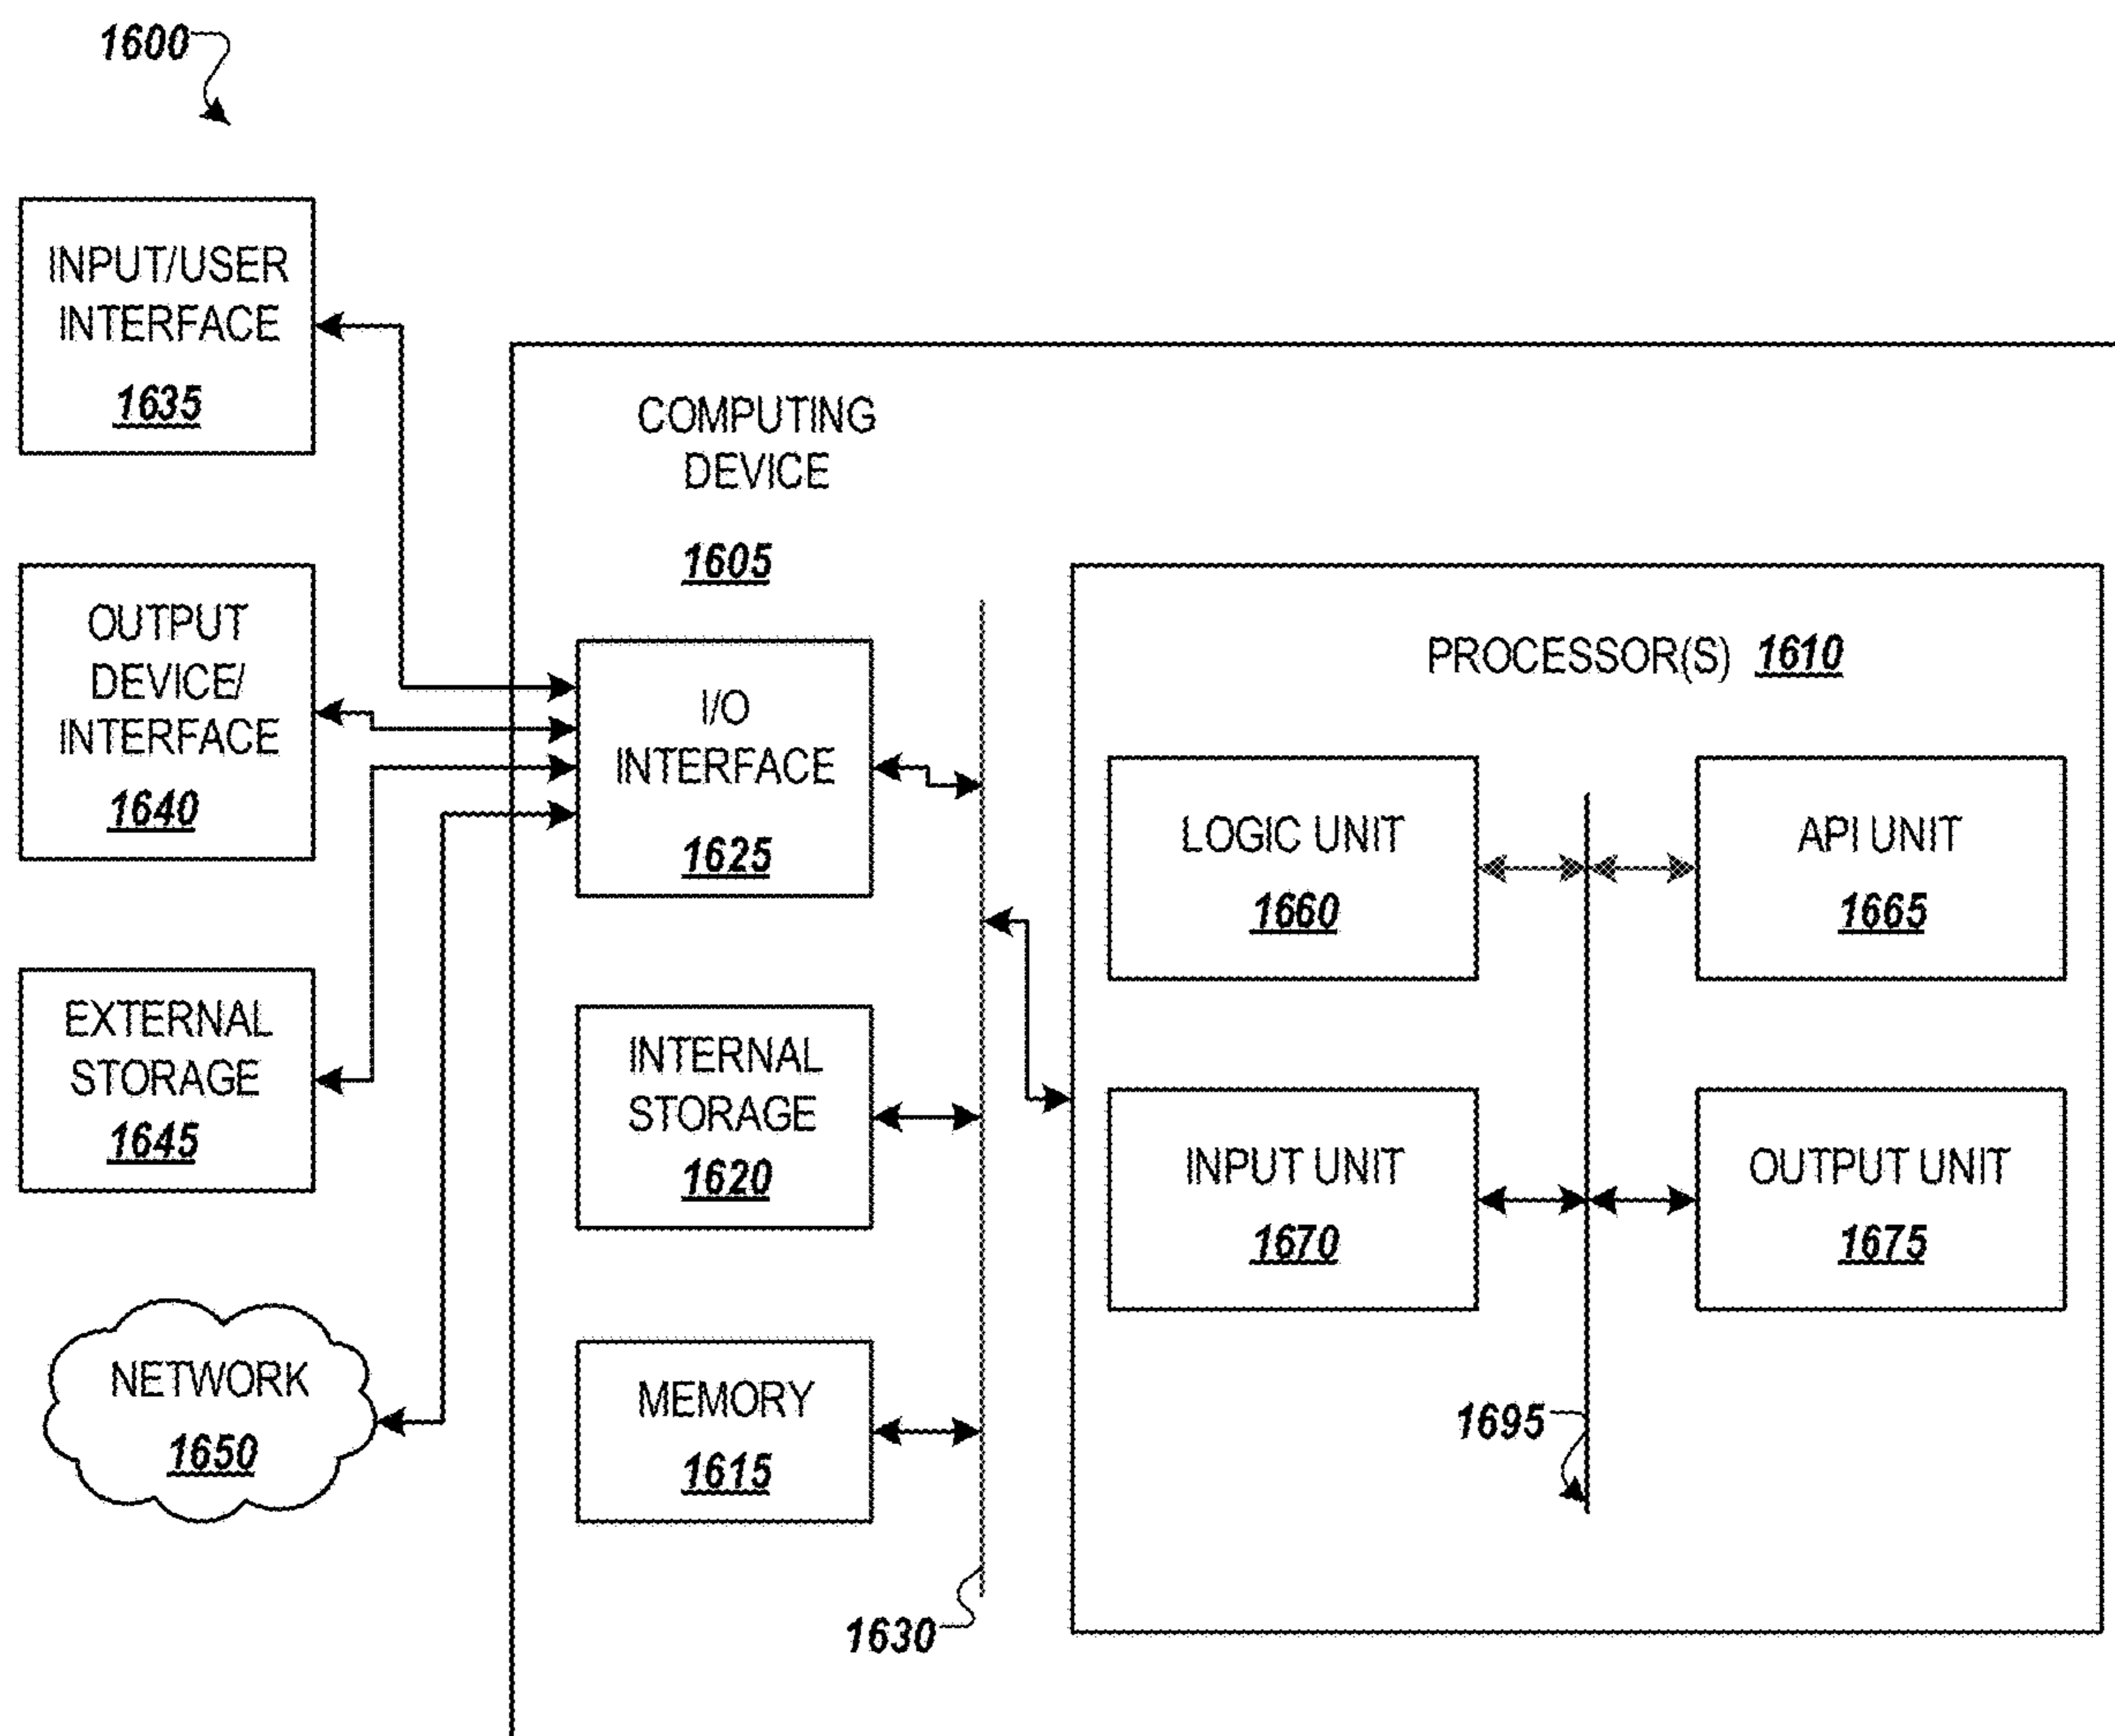 1600
INPUT/USER
INTERFACE
1635
OUTPUT
DEVICE/
INTERFACE
1640
EXTERNAL
STORAGE
1645
NETWORK
1650
COMPUTING
DEVICE
1605
I/O
INTERFACE
1625
INTERNAL
STORAGE
1620
MEMORY
1615
1630
PROCESSOR(S) 1610
LOGIC UNIT
1660
API UNIT
1665
INPUT UNIT
1670
OUTPUT UNIT
1675
1695